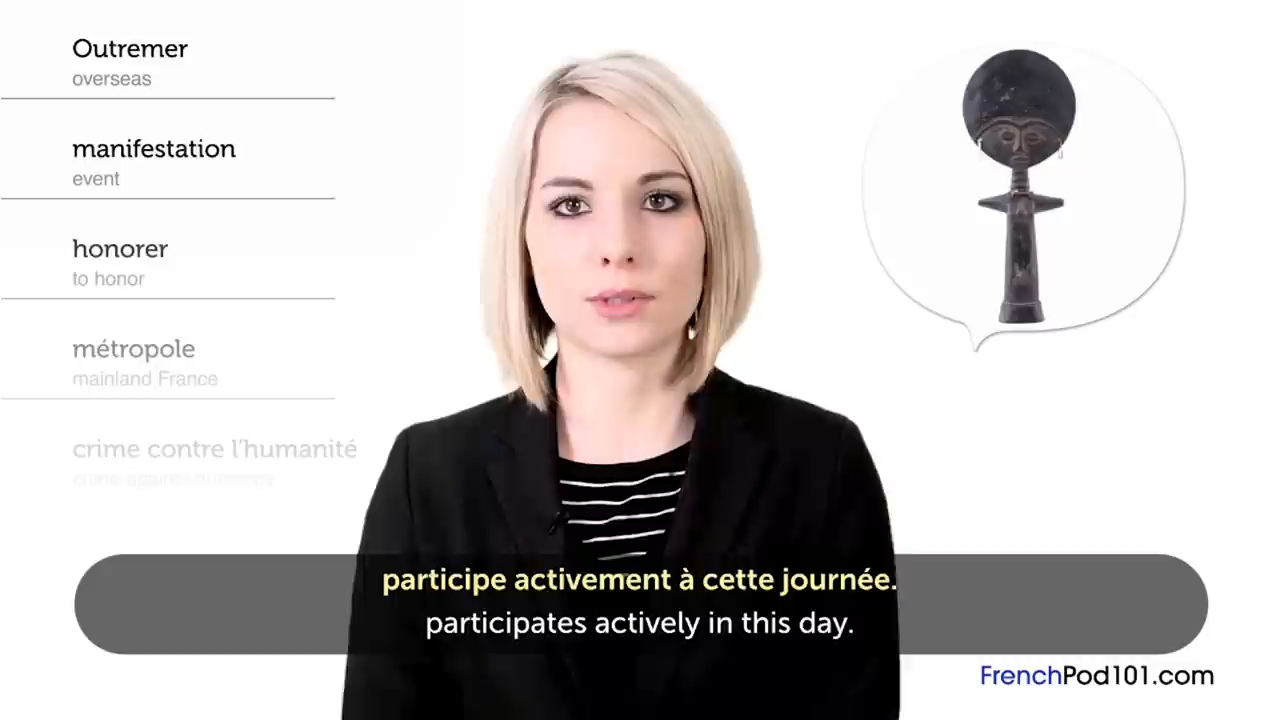 Outremer
overseas
manifestation
event
honorer
to honor
métropole
mainland France
crime contre l'humanité
participe activement à cette journée.
participates actively in this day.
FrenchPod101.com